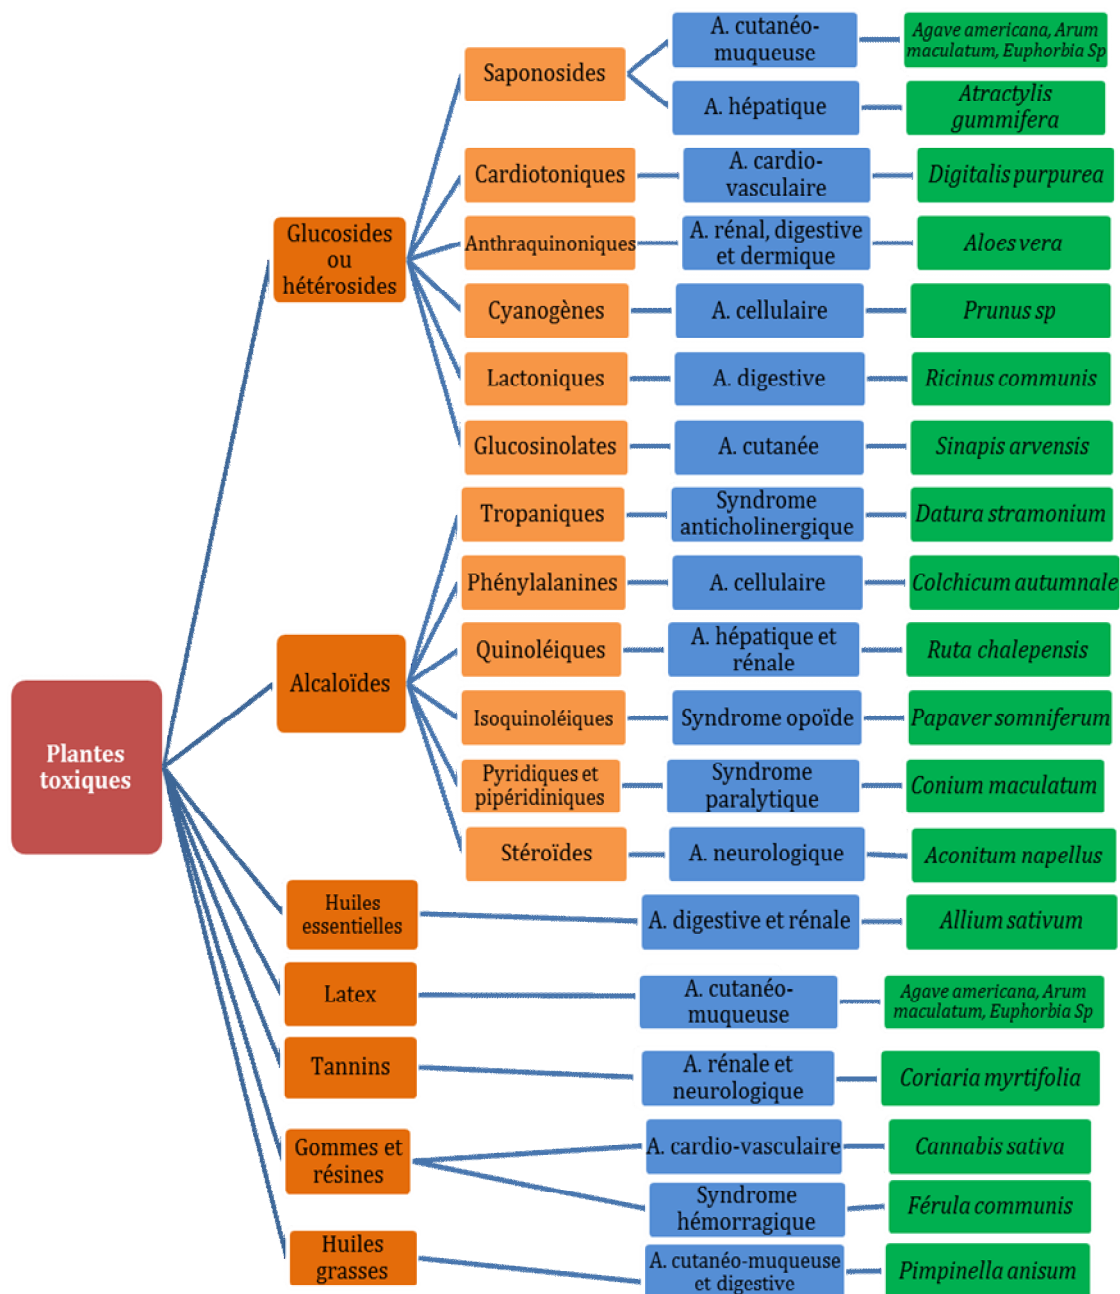 Plantes
toxiques
Glucosides
ou
hétérosides
Saponosides
A. cutanéo-
muqueuse
Agave americana, Arum
maculatum, Euphorbia Sp
A. hépatique
Atractylis
gummifera
Cardiotoniques
A. cardio-
vasculaire
Digitalis purpurea
Anthraquinoniques
A. rénal, digestive
et dermique
Aloes vera
Cyanogènes
A. cellulaire
Prunus sp
Lactoniques
A. digestive
Ricinus communis
Glucosinolates
A. cutanée
Sinapis arvensis
Alcaloïdes
Tropaniques
Syndrome
anticholinergique
Datura stramonium
Phénylalanines
A. cellulaire
Colchicum autumnale
Quinoléiques
A. hépatique et
rénale
Ruta chalepensis
Isoquinoléiques
Syndrome opoïde
Papaver somniferum
Pyridiques et
pipéridiniques
Syndrome
paralytique
Conium maculatum
Stéroïdes
A. neurologique
Aconitum napellus
Huiles
essentielles
A. digestive et rénale
Allium sativum
Latex
A. cutanéo-
muqueuse
Agave americana, Arum
maculatum, Euphorbia Sp
Tannins
A. rénale et
neurologique
Coriaria myrtifolia
Gommes et
résines
A. cardio-vasculaire
Cannabis sativa
Syndrome
hémorragique
Férula communis
Huiles
grasses
A. cutanéo-muqueuse
et digestive
Pimpinella anisum